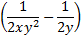 (1/(2xy²) − 1/(2y))